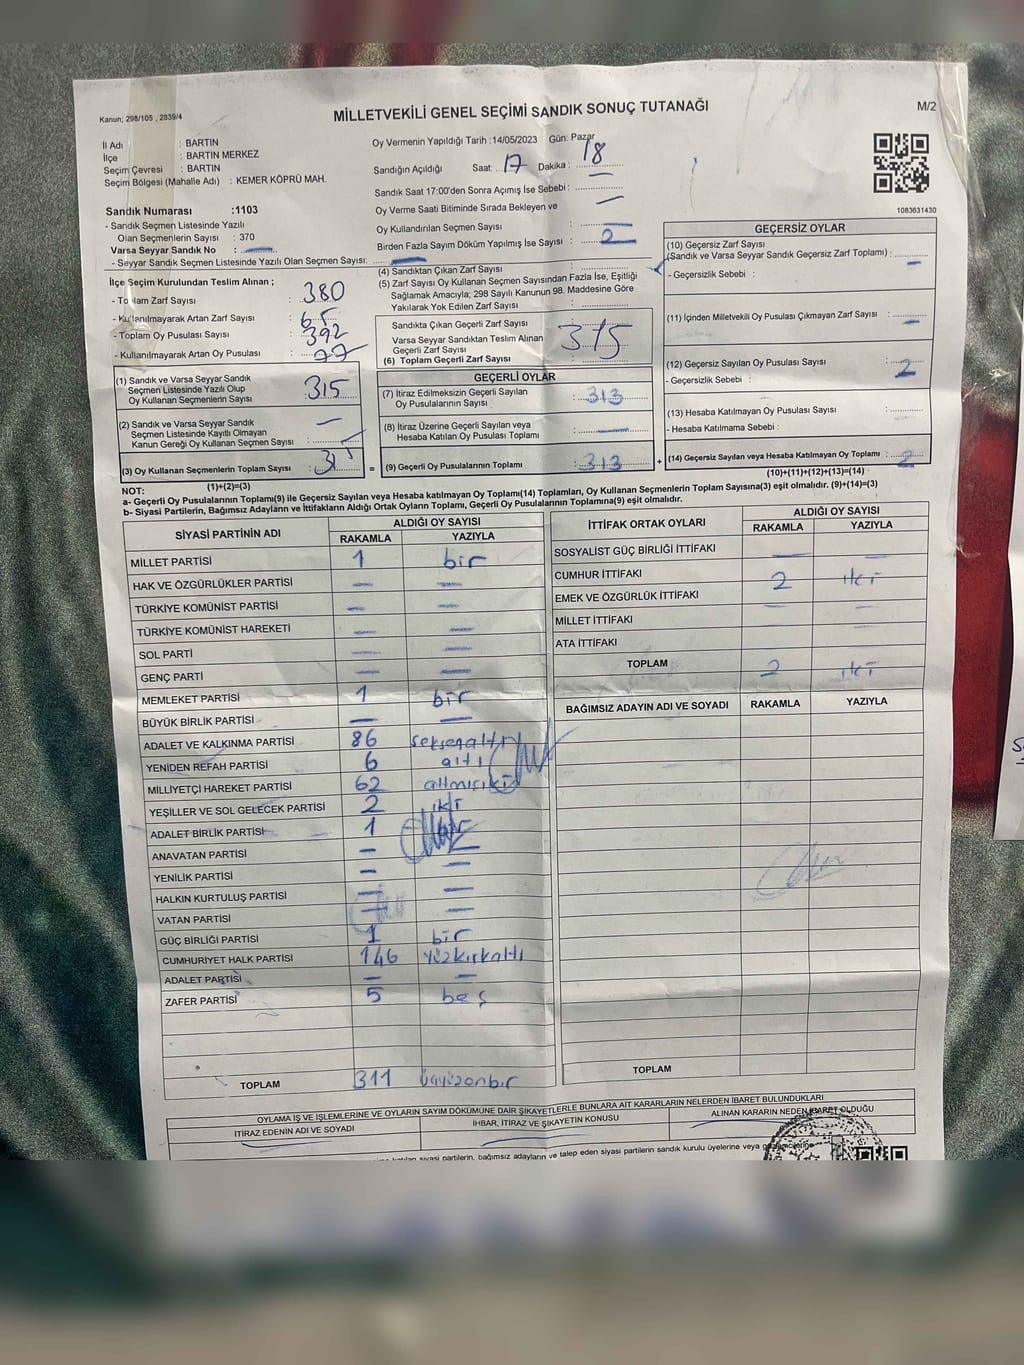 Kanun; 298/105 , 2839/4
MİLLETVEKİLİ GENEL SEÇİMİ SANDIK SONUÇ TUTANAĞI
M/2
İl Adı : BARTIN
İlçe : BARTIN MERKEZ
Seçim Çevresi : BARTIN
Seçim Bölgesi (Mahalle Adı) : KEMER KÖPRÜ MAH.
Oy Vermenin Yapıldığı Tarih :14/05/2023 Gün: Pazar
Sandığın Açıldığı Saat: 17 Dakika : 18
Sandık Saat 17:00'den Sonra Açımış İse Sebebi :
Oy Verme Saati Bitiminde Sırada Bekleyen ve
Oy Kullandırılan Seçmen Sayısı :
Birden Fazla Sayım Döküm Yapılmış İse Sayısı : 2
1083631430
Sandık Numarası :1103
- Sandık Seçmen Listesinde Yazılı
Olan Seçmenlerin Sayısı : 370
Varsa Seyyar Sandık No :
- Seyyar Sandık Seçmen Listesinde Yazılı Olan Seçmen Sayısı:
İlçe Seçim Kurulundan Teslim Alınan ;
- Toplam Zarf Sayısı : 380
- Kullanılmayarak Artan Zarf Sayısı : 65
- Toplam Oy Pusulası Sayısı : 392
- Kullanılmayarak Artan Oy Pusulası : 77
(4) Sandıktan Çıkan Zarf Sayısı :
(5) Zarf Sayısı Oy Kullanan Seçmen Sayısından Fazla İse, Eşitliği
Sağlamak Amacıyla; 298 Sayılı Kanunun 98. Maddesine Göre
Yakılarak Yok Edilen Zarf Sayısı :
Sandıkta Çıkan Geçerli Zarf Sayısı
Varsa Seyyar Sandıktan Teslim Alınan
Geçerli Zarf Sayısı
(6) Toplam Geçerli Zarf Sayısı : 315
GEÇERSİZ OYLAR
(10) Geçersiz Zarf Sayısı
(Sandık ve Varsa Seyyar Sandık Geçersiz Zarf Toplamı) :
- Geçersizlik Sebebi :
(11) İçinden Milletvekili Oy Pusulası Çıkmayan Zarf Sayısı :
(12) Geçersiz Sayılan Oy Pusulası Sayısı : 2
- Geçersizlik Sebebi :
(13) Hesaba Katılmayan Oy Pusulası Sayısı :
- Hesaba Katılmama Sebebi :
(14) Geçersiz Sayılan veya Hesaba Katılmayan Oy Toplamı : 2
(10)+(11)+(12)+(13)=(14)
(1) Sandık ve Varsa Seyyar Sandık
Seçmen Listesinde Yazılı Olup
Oy Kullanan Seçmenlerin Sayısı : 315
(2) Sandık ve Varsa Seyyar Sandık
Seçmen Listesinde Kayıtlı Olmayan
Kanun Gereği Oy Kullanan Seçmen Sayısı :
(3) Oy Kullanan Seçmenlerin Toplam Sayısı : 315
(1)+(2)=(3)
GEÇERLİ OYLAR
(7) İtiraz Edilmeksizin Geçerli Sayılan
Oy Pusulalarının Sayısı : 313
(8) İtiraz Üzerine Geçerli Sayılan veya
Hesaba Katılan Oy Pusulası Toplamı :
= (9) Geçerli Oy Pusulalarının Toplamı : 313 +
NOT:
a- Geçerli Oy Pusulalarının Toplamı(9) ile Geçersiz Sayılan veya Hesaba katılmayan Oy Toplamı(14) Toplamları, Oy Kullanan Seçmenlerin Toplam Sayısına(3) eşit olmalıdır. (9)+(14)=(3)
b- Siyasi Partilerin, Bağımsız Adayların ve İttifakların Aldığı Ortak Oyların Toplamı, Geçerli Oy Pusulalarının Toplamına(9) eşit olmalıdır.
SİYASİ PARTİNİN ADI
ALDIĞI OY SAYISI
RAKAMLA YAZIYLA
MİLLET PARTİSİ 1 bir
HAK VE ÖZGÜRLÜKLER PARTİSİ
TÜRKİYE KOMÜNİST PARTİSİ
TÜRKİYE KOMÜNİST HAREKETİ
SOL PARTİ
GENÇ PARTİ
MEMLEKET PARTİSİ 1 bir
BÜYÜK BİRLİK PARTİSİ
ADALET VE KALKINMA PARTİSİ 86 seksenaltı
YENİDEN REFAH PARTİSİ 6 altı
MİLLİYETÇİ HAREKET PARTİSİ 62 altmışiki
YEŞİLLER VE SOL GELECEK PARTİSİ 2 iki
ADALET BİRLİK PARTİSİ 1
ANAVATAN PARTİSİ
YENİLİK PARTİSİ
HALKIN KURTULUŞ PARTİSİ
VATAN PARTİSİ
GÜÇ BİRLİĞİ PARTİSİ 1 bir
CUMHURİYET HALK PARTİSİ 146 yüzkırkaltı
ADALET PARTİSİ
ZAFER PARTİSİ 5 beş
TOPLAM 311 üçyüzonbir
İTTİFAK ORTAK OYLARI
ALDIĞI OY SAYISI
RAKAMLA YAZIYLA
SOSYALİST GÜÇ BİRLİĞİ İTTİFAKI
CUMHUR İTTİFAKI 2 iki
EMEK VE ÖZGÜRLÜK İTTİFAKI
MİLLET İTTİFAKI
ATA İTTİFAKI
TOPLAM 2 iki
BAĞIMSIZ ADAYIN ADI VE SOYADI RAKAMLA YAZIYLA
TOPLAM
OYLAMA İŞ VE İŞLEMLERİNE VE OYLARIN SAYIM DÖKÜMÜNE DAİR ŞİKAYETLERLE BUNLARA AİT KARARLARIN NELERDEN İBARET BULUNDUKLARI
İTİRAZ EDENİN ADI VE SOYADI
İHBAR, İTİRAZ VE ŞİKAYETİN KONUSU
ALINAN KARARIN NEDEN İBARET OLDUĞU
siyasi partilerin, bağımsız adayların ve talep eden siyasi partilerin sandık kurulu üyelerine veya